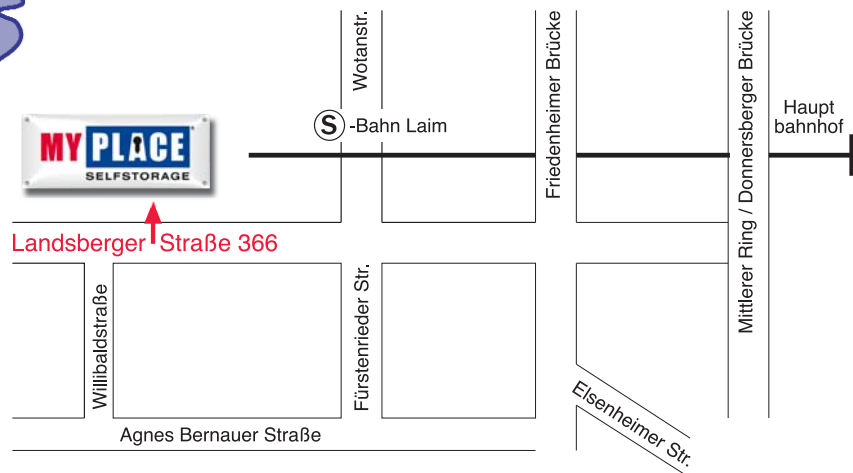 Wotanstr.
Friedenheimer Brücke
Mittlerer Ring / Donnersberger Brücke
Haupt
bahnhof
S -Bahn Laim
MY PLACE
SELFSTORAGE
Landsberger Straße 366
Willibaldstraße
Fürstenrieder Str.
Elsenheimer Str.
Agnes Bernauer Straße